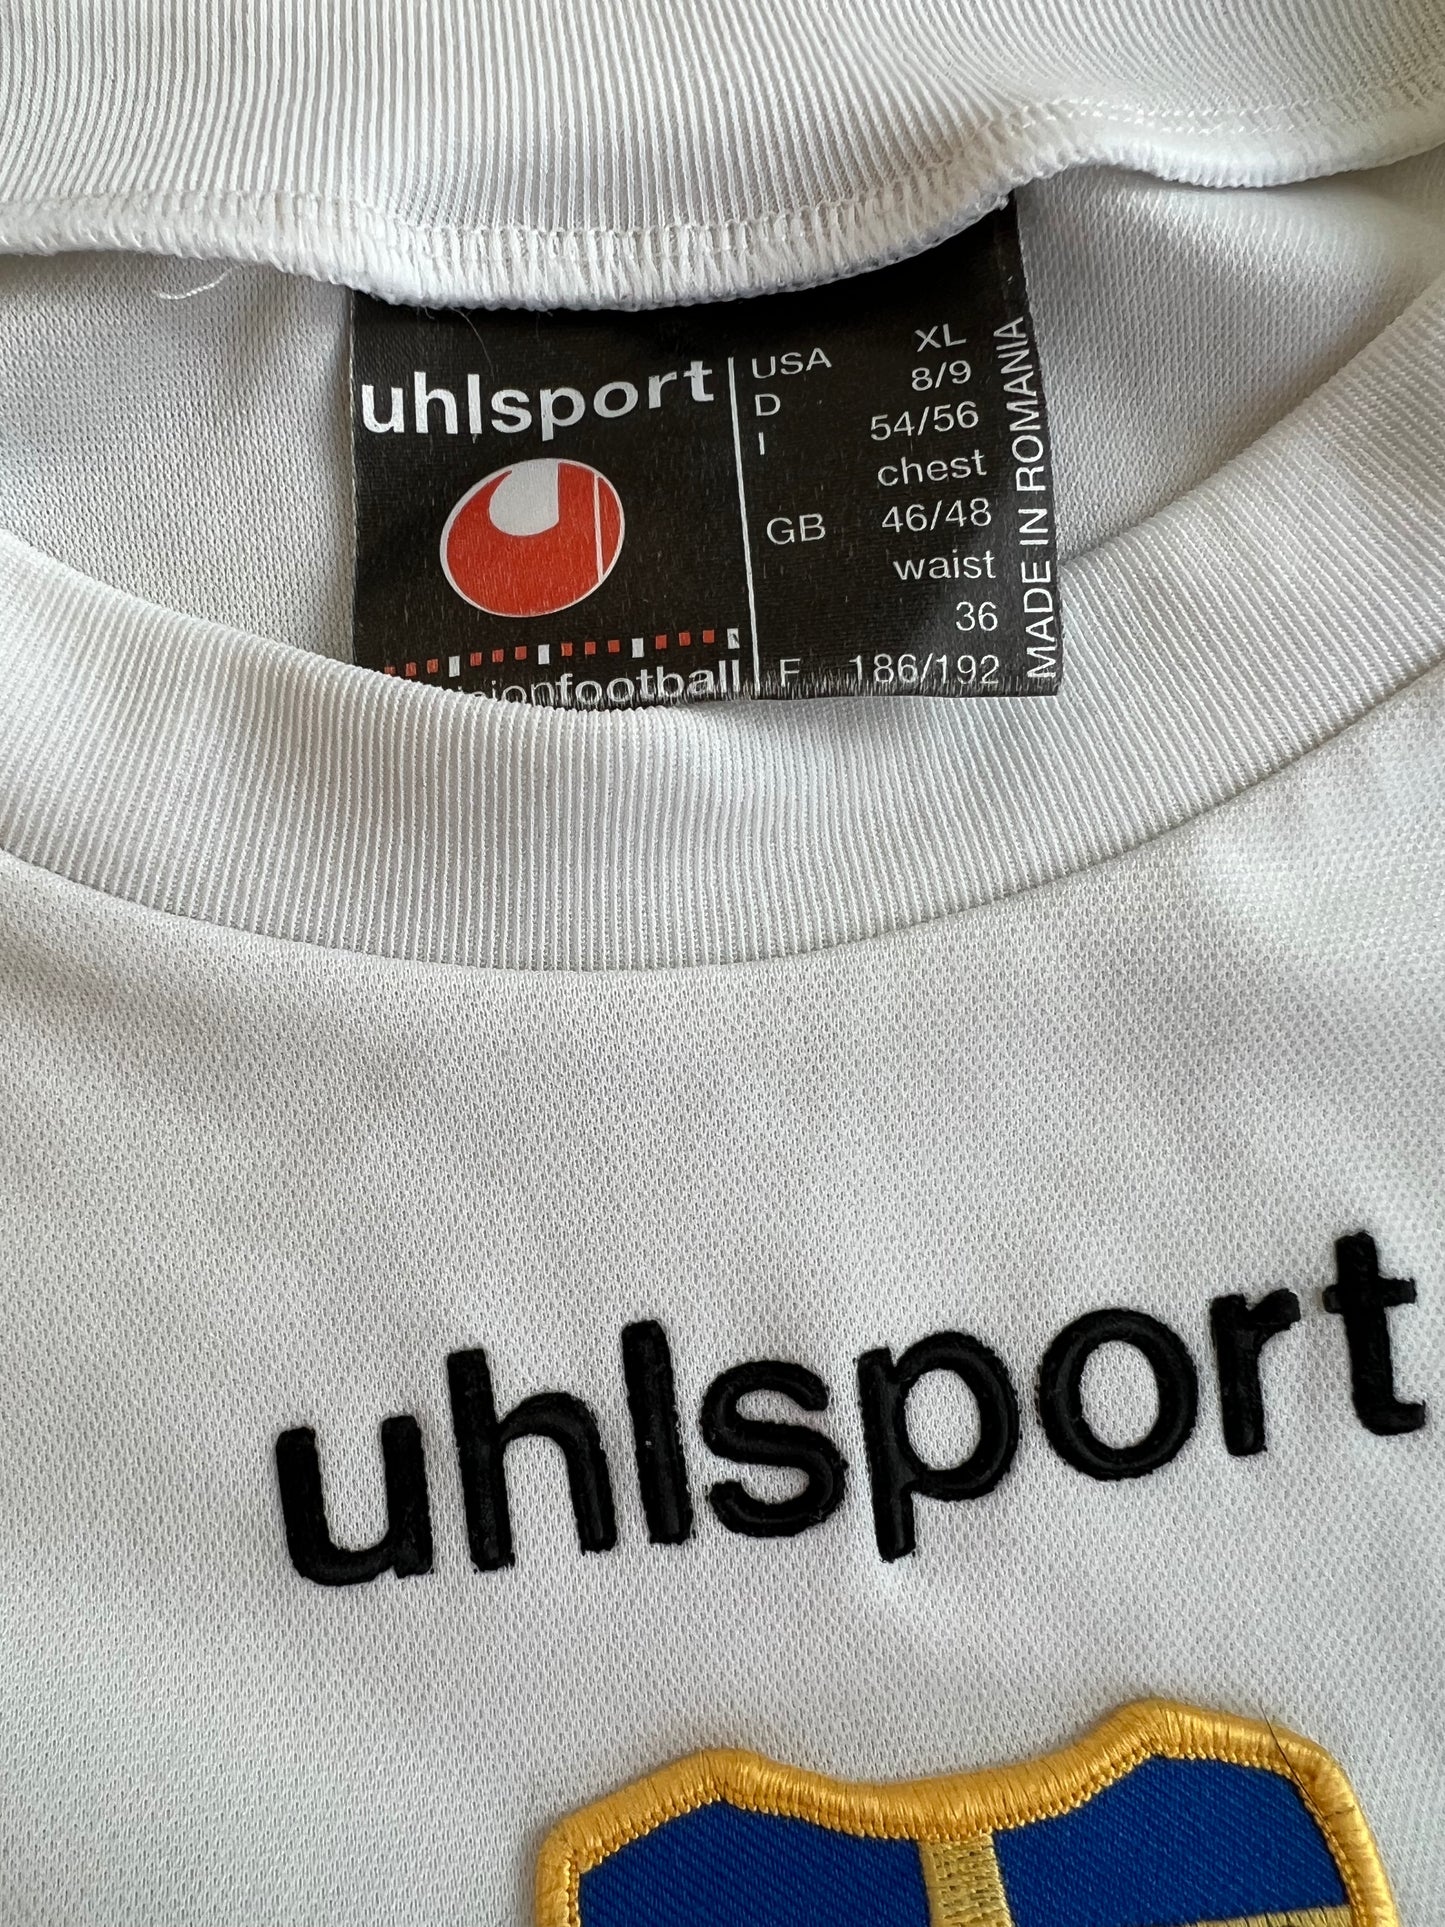 uhlsport
football
USA XL
D 8/9
I 54/56
chest
GB 46/48
waist
36
F 186/192
MADE IN ROMANIA
uhlsport